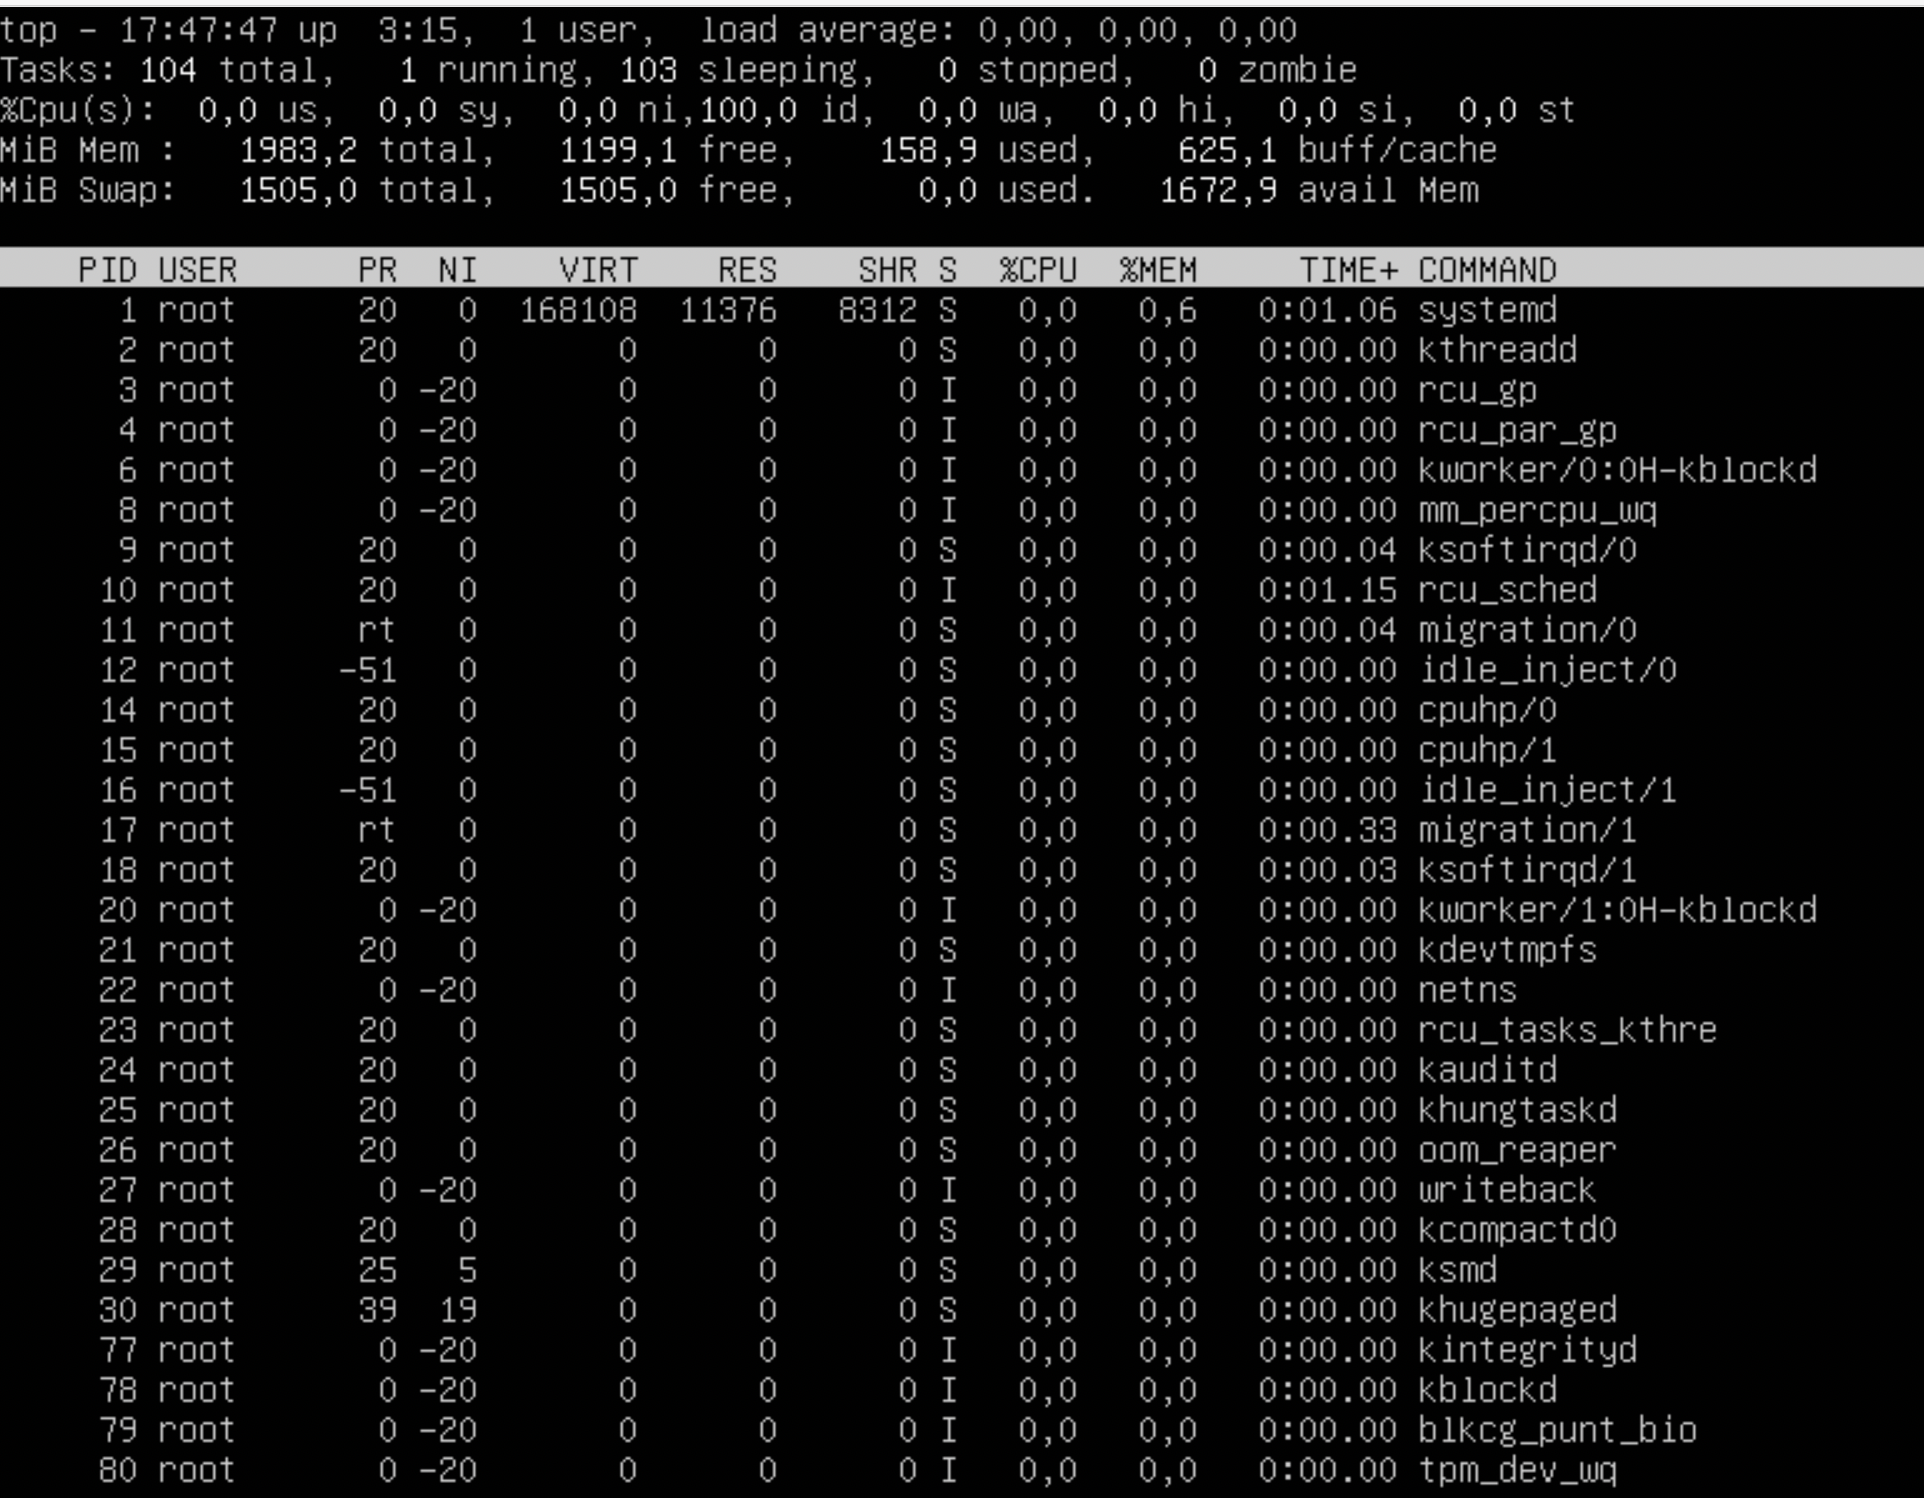 top - 17:47:47 up  3:15,  1 user,  load average: 0,00, 0,00, 0,00
Tasks: 104 total,   1 running, 103 sleeping,   0 stopped,   0 zombie
%Cpu(s):  0,0 us,  0,0 sy,  0,0 ni,100,0 id,  0,0 wa,  0,0 hi,  0,0 si,  0,0 st
MiB Mem :   1983,2 total,   1199,1 free,    158,9 used,    625,1 buff/cache
MiB Swap:   1505,0 total,   1505,0 free,      0,0 used.   1672,9 avail Mem
PID USER      PR  NI    VIRT    RES    SHR S  %CPU  %MEM     TIME+ COMMAND
1 root      20   0  168108  11376   8312 S   0,0   0,6   0:01.06 systemd
2 root      20   0       0      0      0 S   0,0   0,0   0:00.00 kthreadd
3 root       0 -20       0      0      0 I   0,0   0,0   0:00.00 rcu_gp
4 root       0 -20       0      0      0 I   0,0   0,0   0:00.00 rcu_par_gp
6 root       0 -20       0      0      0 I   0,0   0,0   0:00.00 kworker/0:0H-kblockd
8 root       0 -20       0      0      0 I   0,0   0,0   0:00.00 mm_percpu_wq
9 root      20   0       0      0      0 S   0,0   0,0   0:00.04 ksoftirqd/0
10 root      20   0       0      0      0 I   0,0   0,0   0:01.15 rcu_sched
11 root      rt   0       0      0      0 S   0,0   0,0   0:00.04 migration/0
12 root     -51   0       0      0      0 S   0,0   0,0   0:00.00 idle_inject/0
14 root      20   0       0      0      0 S   0,0   0,0   0:00.00 cpuhp/0
15 root      20   0       0      0      0 S   0,0   0,0   0:00.00 cpuhp/1
16 root     -51   0       0      0      0 S   0,0   0,0   0:00.00 idle_inject/1
17 root      rt   0       0      0      0 S   0,0   0,0   0:00.33 migration/1
18 root      20   0       0      0      0 S   0,0   0,0   0:00.03 ksoftirqd/1
20 root       0 -20       0      0      0 I   0,0   0,0   0:00.00 kworker/1:0H-kblockd
21 root      20   0       0      0      0 S   0,0   0,0   0:00.00 kdevtmpfs
22 root       0 -20       0      0      0 I   0,0   0,0   0:00.00 netns
23 root      20   0       0      0      0 S   0,0   0,0   0:00.00 rcu_tasks_kthre
24 root      20   0       0      0      0 S   0,0   0,0   0:00.00 kauditd
25 root      20   0       0      0      0 S   0,0   0,0   0:00.00 khungtaskd
26 root      20   0       0      0      0 S   0,0   0,0   0:00.00 oom_reaper
27 root       0 -20       0      0      0 I   0,0   0,0   0:00.00 writeback
28 root      20   0       0      0      0 S   0,0   0,0   0:00.00 kcompactd0
29 root      25   5       0      0      0 S   0,0   0,0   0:00.00 ksmd
30 root      39  19       0      0      0 S   0,0   0,0   0:00.00 khugepaged
77 root       0 -20       0      0      0 I   0,0   0,0   0:00.00 kintegrityd
78 root       0 -20       0      0      0 I   0,0   0,0   0:00.00 kblockd
79 root       0 -20       0      0      0 I   0,0   0,0   0:00.00 blkcg_punt_bio
80 root       0 -20       0      0      0 I   0,0   0,0   0:00.00 tpm_dev_wq